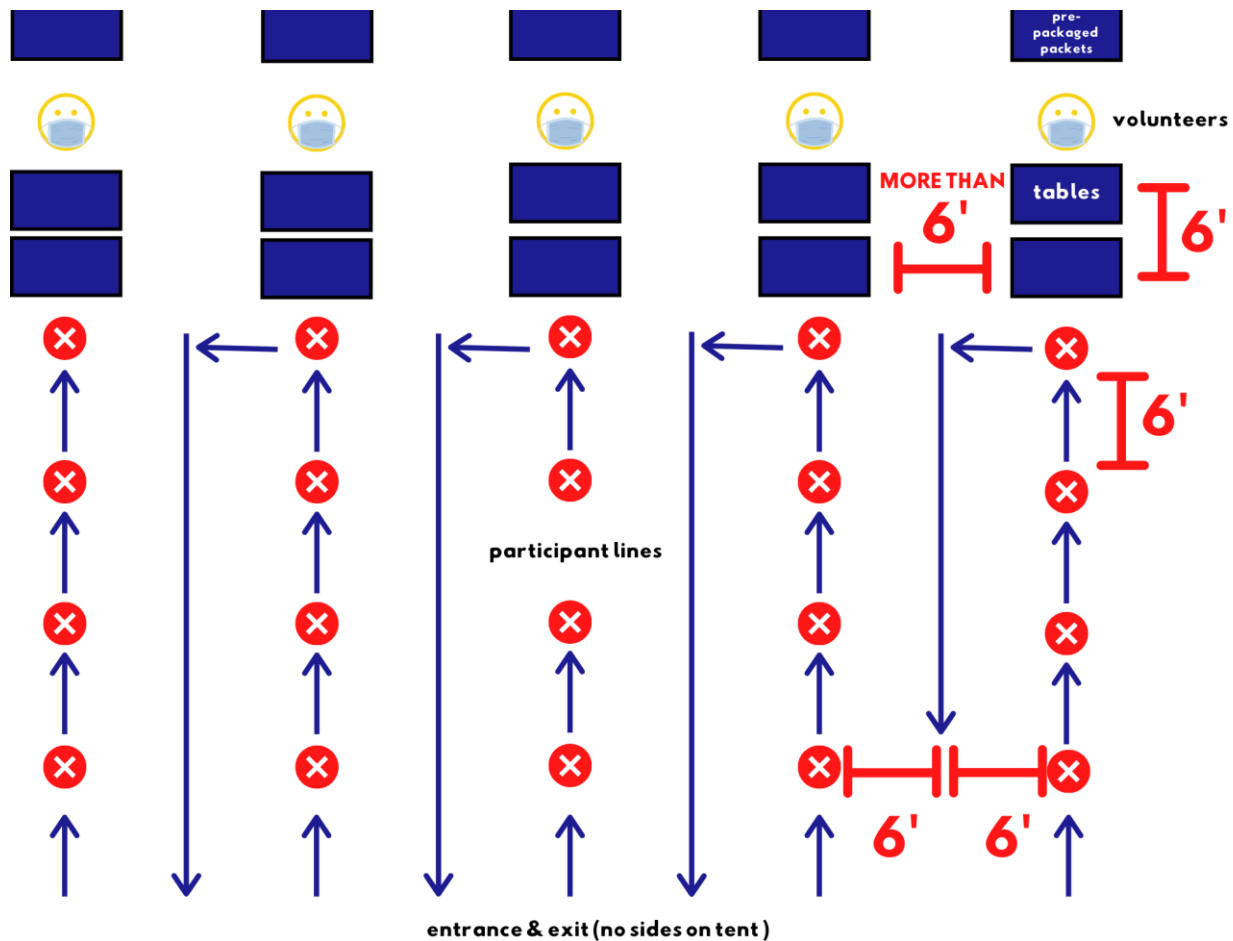 pre-
packaged
packets
volunteers
MORE THAN
6'
tables
6'
6'
participant lines
6'
6'
entrance & exit (no sides on tent )